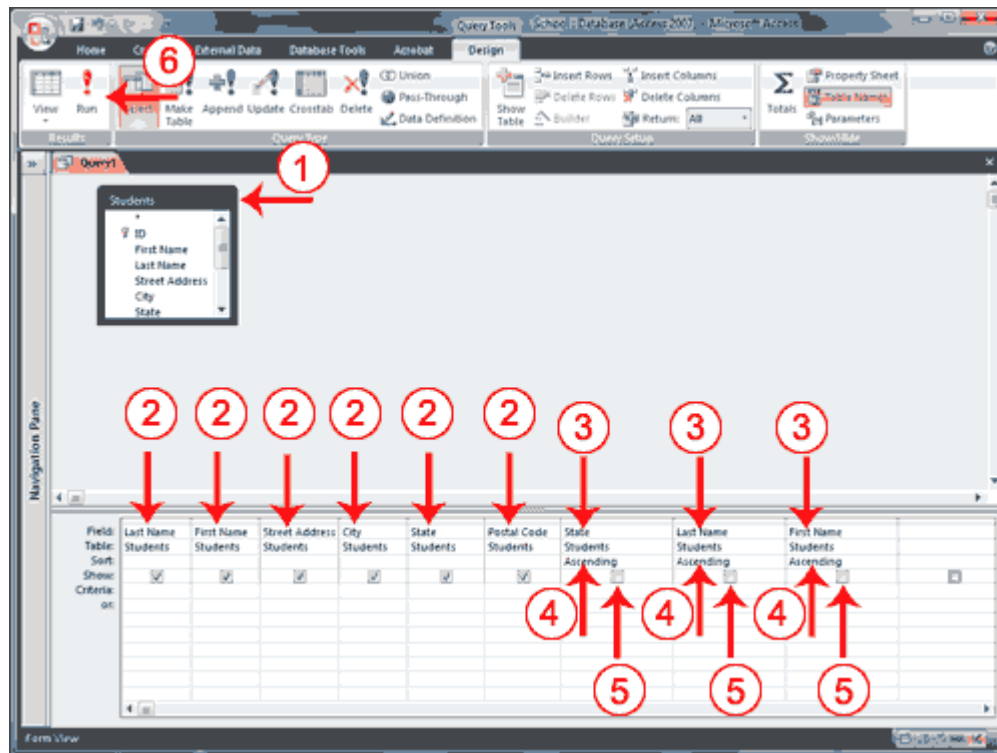 Query Tools School : Database (Access 2007) - Microsoft Access
Home External Data Database Tools Acrobat Design
6
View Run Select Make Table Append Update Crosstab Delete
Union
Pass-Through
Data Definition
Show Table
Insert Rows
Delete Rows
Builder
Insert Columns
Delete Columns
Return: All
Totals
Property Sheet
Table Names
Parameters
Results Query Type Query Setup Show/Hide
Query1
1
Students
*
ID
First Name
Last Name
Street Address
City
State
Navigation Pane
2 2 2 2 2 2 3 3 3
Field: Last Name First Name Street Address City State Postal Code State Last Name First Name
Table: Students Students Students Students Students Students Students Students Students
Sort: Ascending Ascending Ascending
Show:
Criteria:
or:
4 4 4
5 5 5
Form View